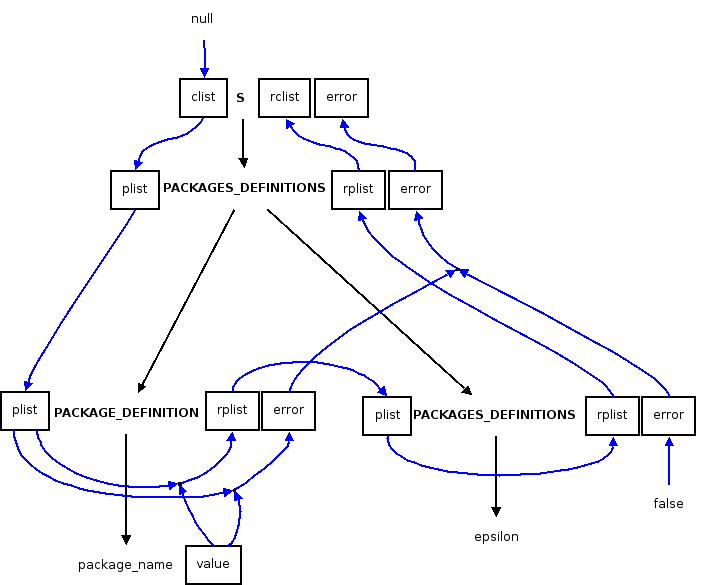 null
clist S rclist error
plist PACKAGES_DEFINITIONS rplist error
plist PACKAGE_DEFINITION rplist error plist PACKAGES_DEFINITIONS rplist error
false
epsilon
package_name value